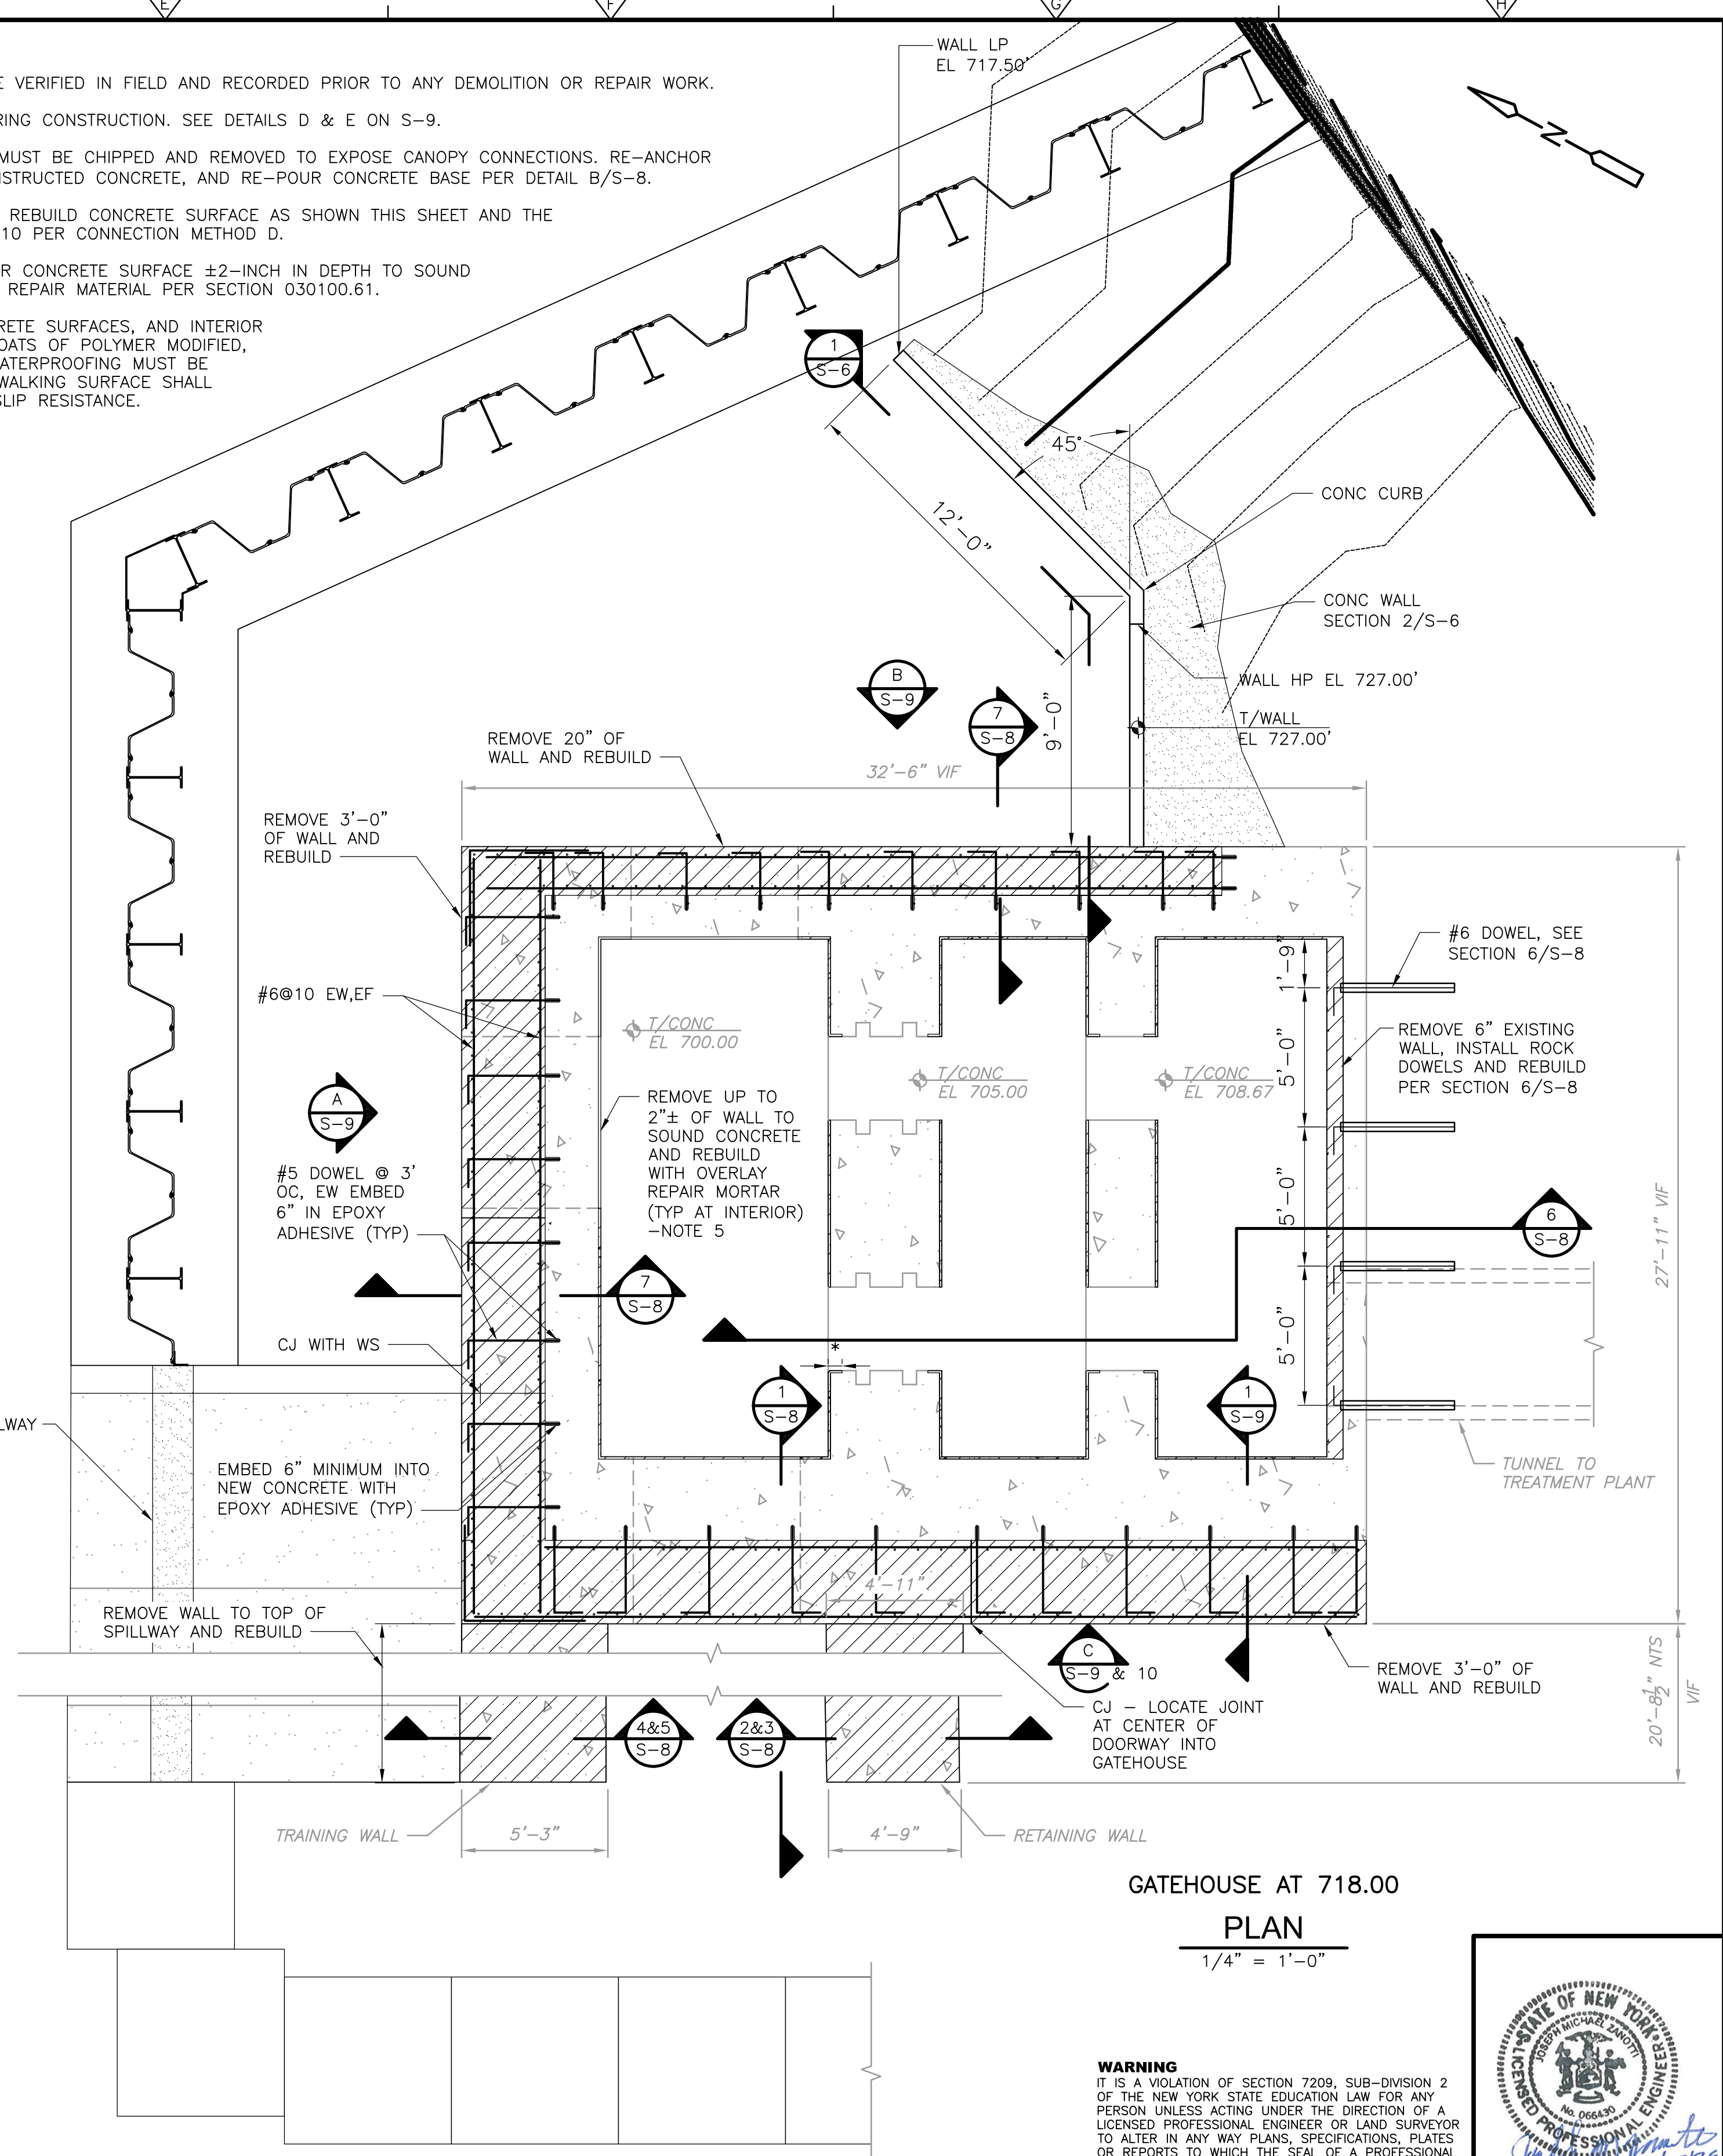 E
F
G
H
E VERIFIED IN FIELD AND RECORDED PRIOR TO ANY DEMOLITION OR REPAIR WORK.
RING CONSTRUCTION. SEE DETAILS D & E ON S-9.
MUST BE CHIPPED AND REMOVED TO EXPOSE CANOPY CONNECTIONS. RE-ANCHOR
NSTRUCTED CONCRETE, AND RE-POUR CONCRETE BASE PER DETAIL B/S-8.
REBUILD CONCRETE SURFACE AS SHOWN THIS SHEET AND THE
10 PER CONNECTION METHOD D.
R CONCRETE SURFACE ±2-INCH IN DEPTH TO SOUND
REPAIR MATERIAL PER SECTION 030100.61.
RETE SURFACES, AND INTERIOR
OATS OF POLYMER MODIFIED,
ATERPROOFING MUST BE
WALKING SURFACE SHALL
SLIP RESISTANCE.
WALL LP
EL 717.50'
N
1
S-6
45°
12'-0"
CONC CURB
CONC WALL
SECTION 2/S-6
WALL HP EL 727.00'
T/WALL
EL 727.00'
B
S-9
7
S-8
9'-0"
REMOVE 20" OF
WALL AND REBUILD
32'-6" VIF
REMOVE 3'-0"
OF WALL AND
REBUILD
#6@10 EW,EF
T/CONC
EL 700.00
T/CONC
EL 705.00
T/CONC
EL 708.67
1'-9"
5'-0"
5'-0"
5'-0"
#6 DOWEL, SEE
SECTION 6/S-8
REMOVE 6" EXISTING
WALL, INSTALL ROCK
DOWELS AND REBUILD
PER SECTION 6/S-8
REMOVE UP TO
2"± OF WALL TO
SOUND CONCRETE
AND REBUILD
WITH OVERLAY
REPAIR MORTAR
(TYP AT INTERIOR)
-NOTE 5
A
S-9
#5 DOWEL @ 3'
OC, EW EMBED
6" IN EPOXY
ADHESIVE (TYP)
27'-11" VIF
6
S-8
7
S-8
CJ WITH WS
*
1
S-8
1
S-9
LWAY
EMBED 6" MINIMUM INTO
NEW CONCRETE WITH
EPOXY ADHESIVE (TYP)
TUNNEL TO
TREATMENT PLANT
4'-11"
REMOVE WALL TO TOP OF
SPILLWAY AND REBUILD
C
S-9 & 10
REMOVE 3'-0" OF
WALL AND REBUILD
20'-8½" NTS
VIF
CJ - LOCATE JOINT
AT CENTER OF
DOORWAY INTO
GATEHOUSE
4&5
S-8
2&3
S-8
TRAINING WALL
5'-3"
4'-9"
RETAINING WALL
GATEHOUSE AT 718.00
PLAN
1/4" = 1'-0"
WARNING
IT IS A VIOLATION OF SECTION 7209, SUB-DIVISION 2
OF THE NEW YORK STATE EDUCATION LAW FOR ANY
PERSON UNLESS ACTING UNDER THE DIRECTION OF A
LICENSED PROFESSIONAL ENGINEER OR LAND SURVEYOR
TO ALTER IN ANY WAY PLANS, SPECIFICATIONS, PLATES
OR REPORTS TO WHICH THE SEAL OF A PROFESSIONAL
STATE OF NEW YORK
JOSEPH MICHAEL ZANOTTI
No. 066430
LICENSED PROFESSIONAL ENGINEER